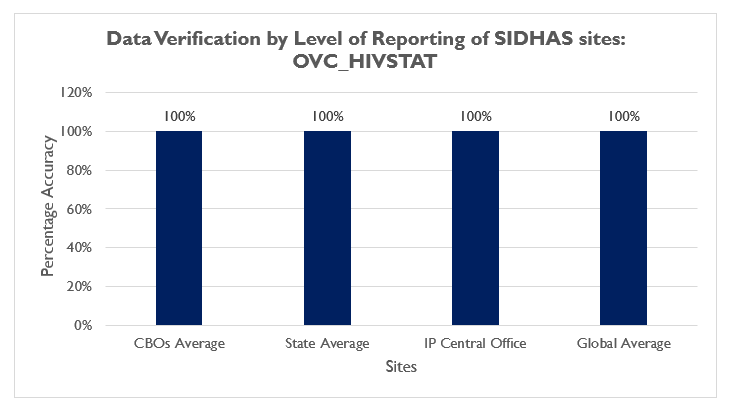 Data Verification by Level of Reporting of SIDHAS sites:
OVC_HIVSTAT
Percentage Accuracy
120%
100%
80%
60%
40%
20%
0%
100%
100%
100%
100%
CBOs Average
State Average
IP Central Office
Global Average
Sites